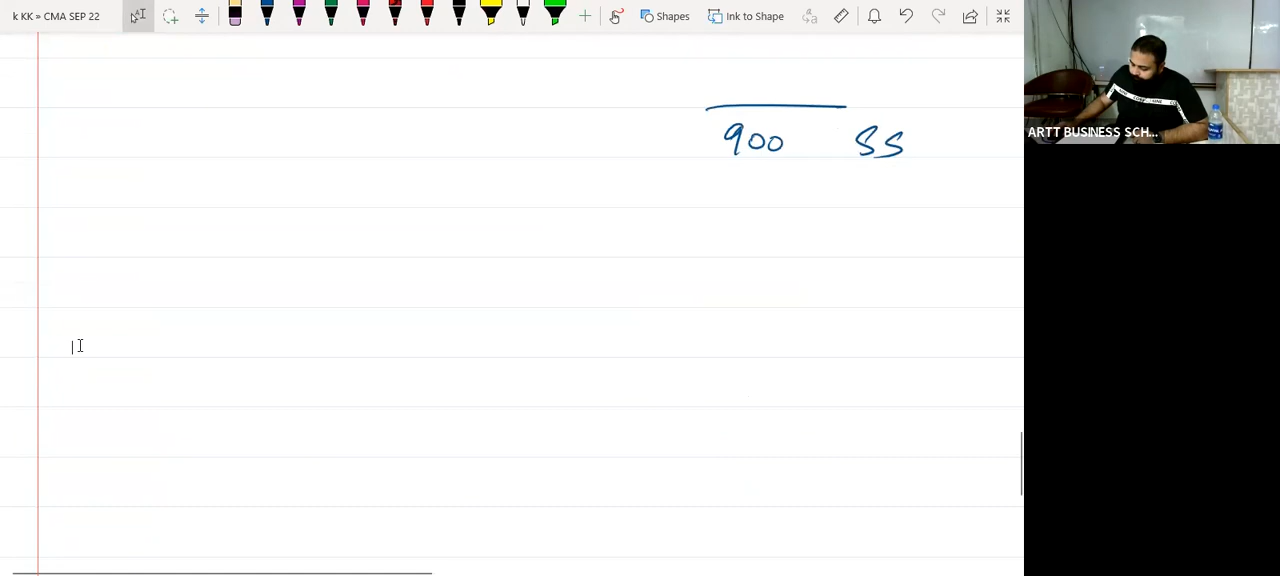 k KK » CMA SEP 22
Shapes
Ink to Shape
ARTT BUSINESS SCH...
900 SS